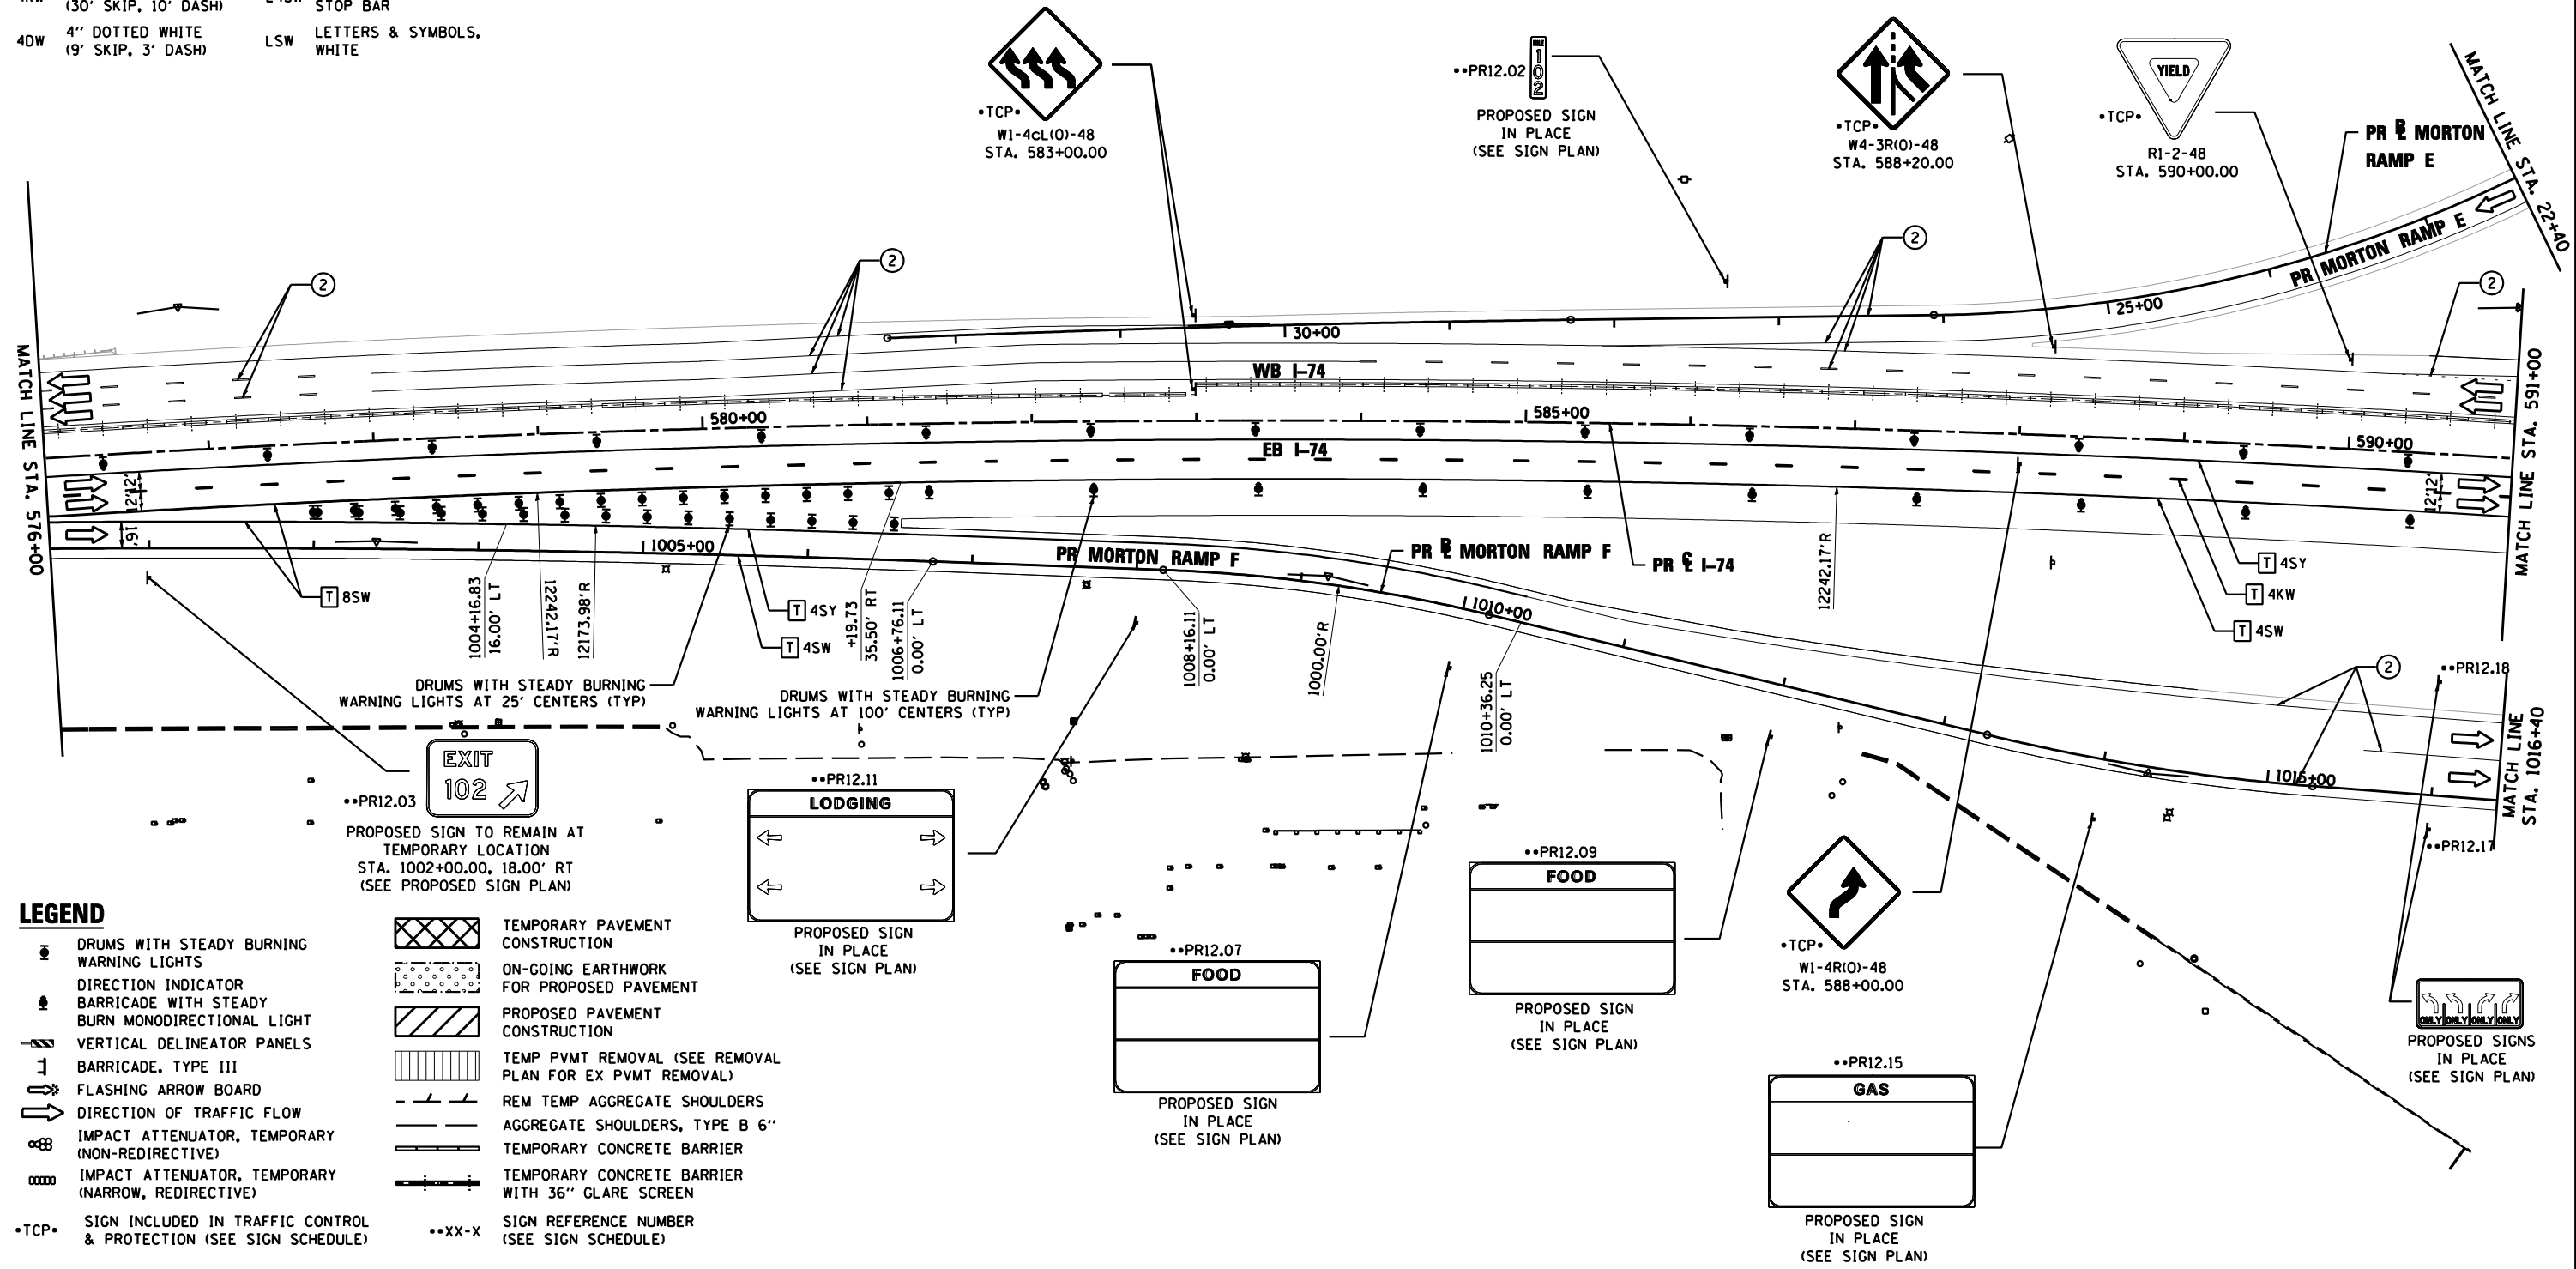 (30' SKIP, 10' DASH)
STOP BAR
4DW
4'' DOTTED WHITE
(9' SKIP, 3' DASH)
LSW
LETTERS & SYMBOLS,
WHITE
•TCP•
W1-4cL(O)-48
STA. 583+00.00
••PR12.02
MILE
1
0
2
PROPOSED SIGN
IN PLACE
(SEE SIGN PLAN)
•TCP•
W4-3R(O)-48
STA. 588+20.00
YIELD
•TCP•
R1-2-48
STA. 590+00.00
PR ℄ MORTON
RAMP E
MATCH LINE STA. 22+40
PR MORTON RAMP E
2
2
2
2
25+00
30+00
WB I-74
MATCH LINE STA. 576+00
MATCH LINE STA. 591+00
580+00
585+00
590+00
EB I-74
12'
12'
16'
12'
12'
1005+00
PR MORTON RAMP F
PR ℄ MORTON RAMP F
PR ℄ I-74
1010+00
T 8SW
1004+16.83
16.00' LT
12242.17'R
12173.98'R
T 4SY
T 4SW
+19.73
35.50' RT
1006+76.11
0.00' LT
1008+16.11
0.00' LT
1000.00'R
1010+36.25
0.00' LT
12242.17'R
T 4SY
T 4KW
T 4SW
DRUMS WITH STEADY BURNING
WARNING LIGHTS AT 25' CENTERS (TYP)
DRUMS WITH STEADY BURNING
WARNING LIGHTS AT 100' CENTERS (TYP)
2
••PR12.18
MATCH LINE
STA. 1016+40
1015+00
••PR12.17
EXIT
102
••PR12.03
PROPOSED SIGN TO REMAIN AT
TEMPORARY LOCATION
STA. 1002+00.00, 18.00' RT
(SEE PROPOSED SIGN PLAN)
••PR12.11
LODGING
PROPOSED SIGN
IN PLACE
(SEE SIGN PLAN)
••PR12.07
FOOD
PROPOSED SIGN
IN PLACE
(SEE SIGN PLAN)
••PR12.09
FOOD
PROPOSED SIGN
IN PLACE
(SEE SIGN PLAN)
•TCP•
W1-4R(O)-48
STA. 588+00.00
••PR12.15
GAS
PROPOSED SIGN
IN PLACE
(SEE SIGN PLAN)
ONLY ONLY ONLY ONLY
PROPOSED SIGNS
IN PLACE
(SEE SIGN PLAN)
LEGEND
DRUMS WITH STEADY BURNING
WARNING LIGHTS
DIRECTION INDICATOR
BARRICADE WITH STEADY
BURN MONODIRECTIONAL LIGHT
VERTICAL DELINEATOR PANELS
BARRICADE, TYPE III
FLASHING ARROW BOARD
DIRECTION OF TRAFFIC FLOW
IMPACT ATTENUATOR, TEMPORARY
(NON-REDIRECTIVE)
IMPACT ATTENUATOR, TEMPORARY
(NARROW, REDIRECTIVE)
•TCP•
SIGN INCLUDED IN TRAFFIC CONTROL
& PROTECTION (SEE SIGN SCHEDULE)
TEMPORARY PAVEMENT
CONSTRUCTION
ON-GOING EARTHWORK
FOR PROPOSED PAVEMENT
PROPOSED PAVEMENT
CONSTRUCTION
TEMP PVMT REMOVAL (SEE REMOVAL
PLAN FOR EX PVMT REMOVAL)
REM TEMP AGGREGATE SHOULDERS
AGGREGATE SHOULDERS, TYPE B 6''
TEMPORARY CONCRETE BARRIER
TEMPORARY CONCRETE BARRIER
WITH 36'' GLARE SCREEN
••XX-X
SIGN REFERENCE NUMBER
(SEE SIGN SCHEDULE)